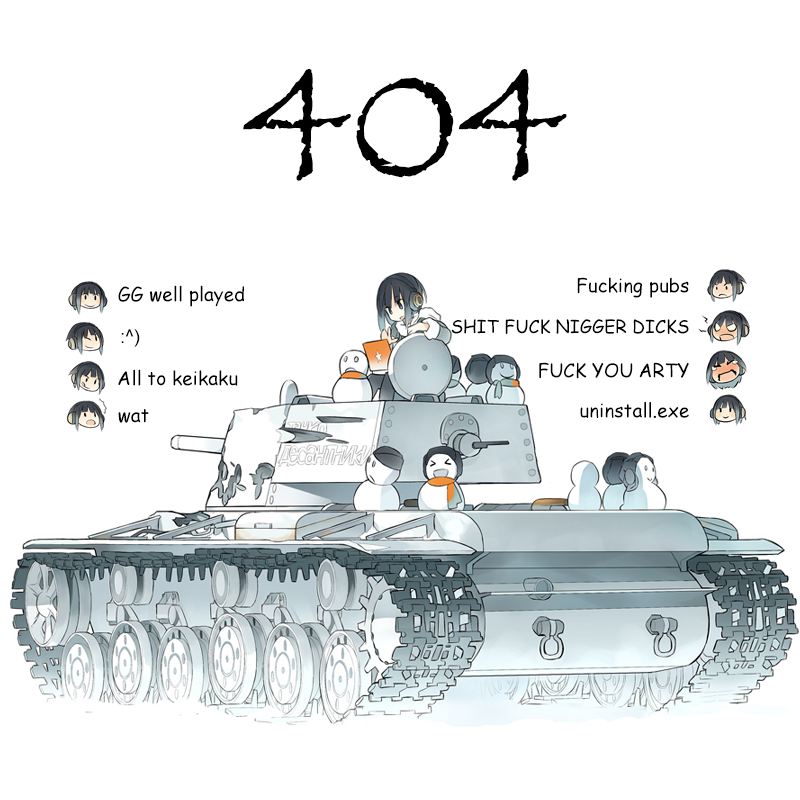 404
GG well played
:^)
All to keikaku
wat
Fucking pubs
SHIT FUCK NIGGER DICKS
FUCK YOU ARTY
uninstall.exe
десантники